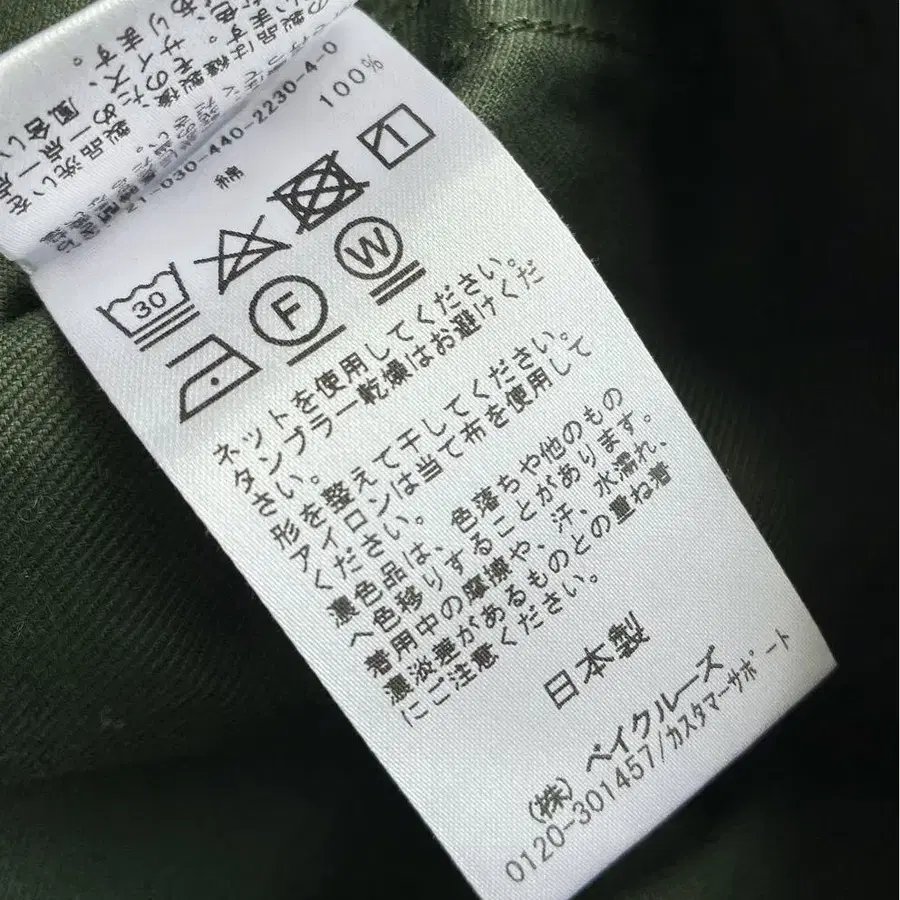 1-030-440-2230-4-0
綿 100%
30
F
W
ネットを使用してください。
タンブラー乾燥はお避けくだ
さい。
形を整えて干してください。
アイロンは当て布を使用して
ください。
濃色品は、色落ちや他のもの
へ色移りすることがあります。
着用中の摩擦や、汗、水濡れ、
濃淡差があるものとの重ね着
にご注意ください。
日本製
(株) ベイクルーズ
0120-301457/カスタマーサポート